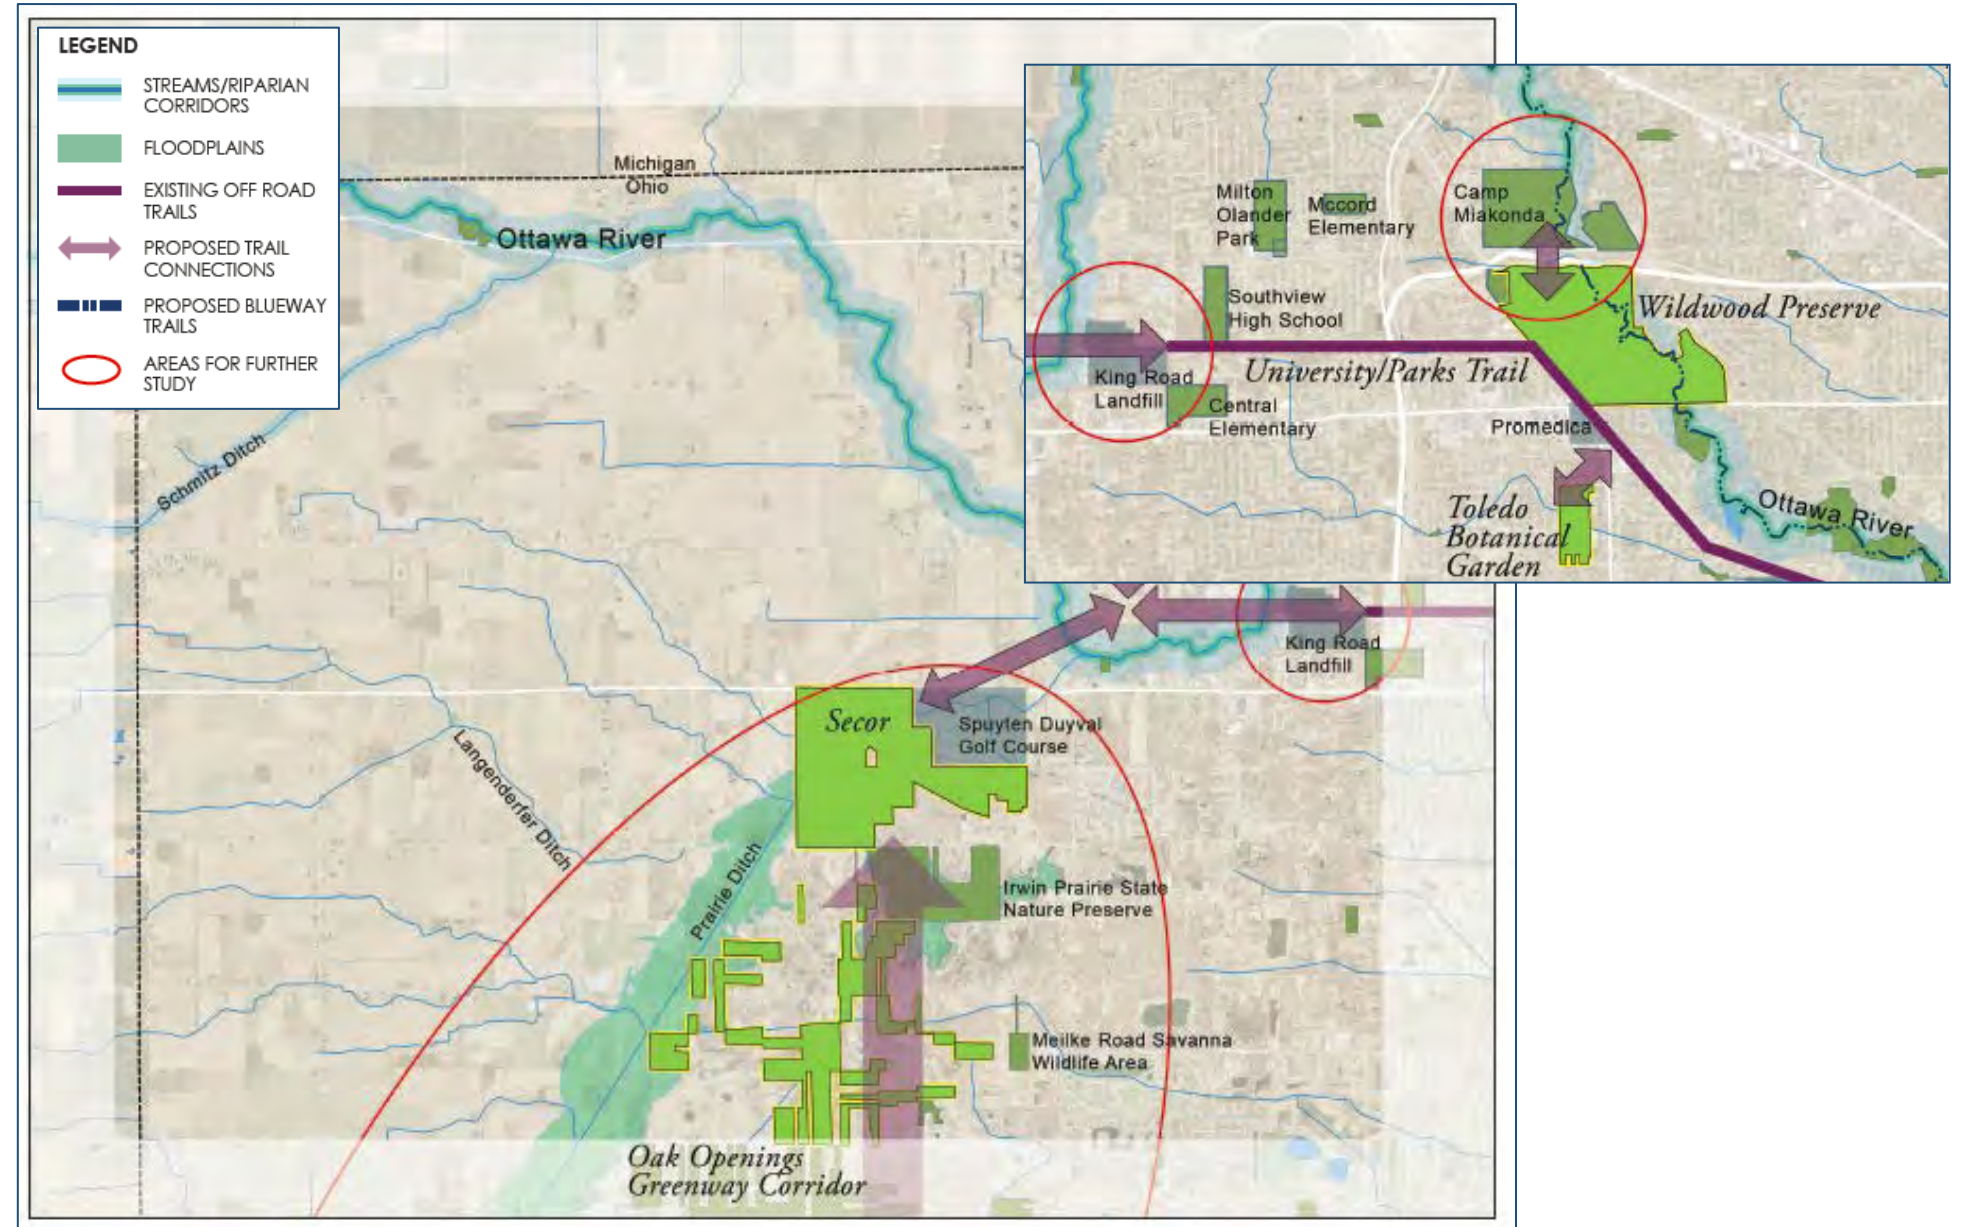 LEGEND
STREAMS/RIPARIAN
CORRIDORS
FLOODPLAINS
EXISTING OFF ROAD
TRAILS
PROPOSED TRAIL
CONNECTIONS
PROPOSED BLUEWAY
TRAILS
AREAS FOR FURTHER
STUDY
Michigan
Ohio
Ottawa River
Schmitz Ditch
Milton
Olander
Park
Mccord
Elementary
Camp
Miakonda
Southview
High School
Wildwood Preserve
University/Parks Trail
King Road
Landfill
Central
Elementary
Promedica
Toledo
Botanical
Garden
Ottawa River
King Road
Landfill
Secor
Spuyten Duyval
Golf Course
Langenderfer Ditch
Prairie Ditch
Irwin Prairie State
Nature Preserve
Meilke Road Savanna
Wildlife Area
Oak Openings
Greenway Corridor